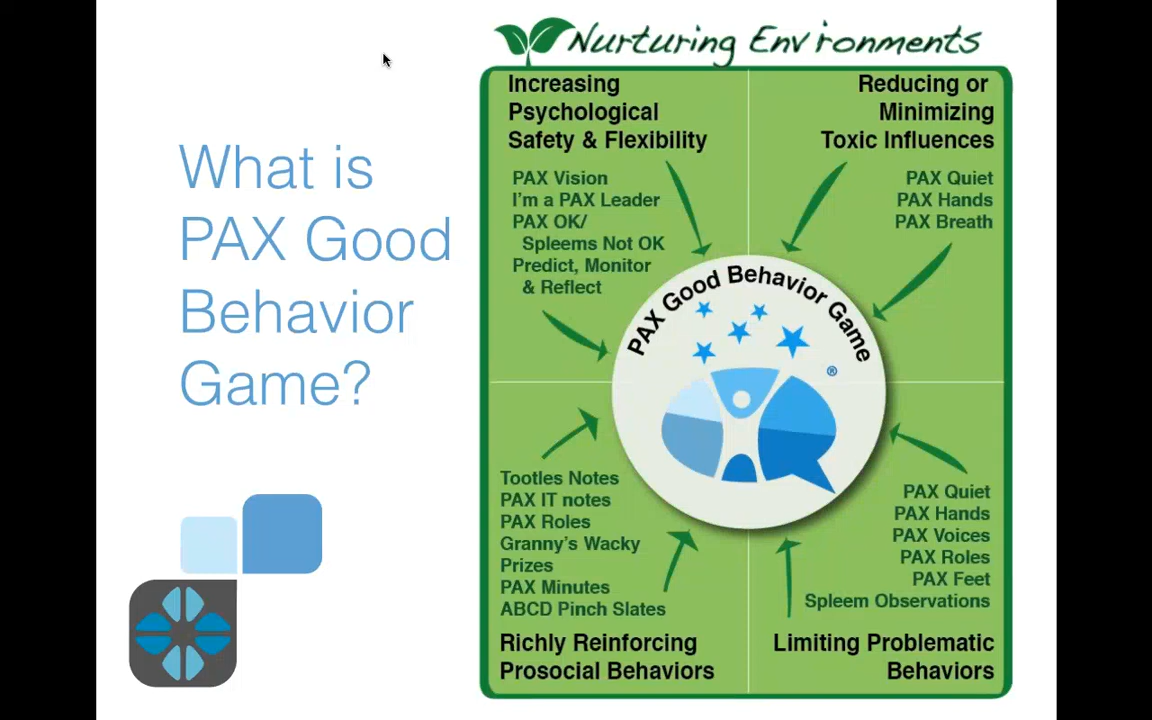 What is
PAX Good
Behavior
Game?
Nurturing Environments
Increasing
Psychological
Safety & Flexibility
PAX Vision
I'm a PAX Leader
PAX OK/
Spleems Not OK
Predict, Monitor
& Reflect
Reducing or
Minimizing
Toxic Influences
PAX Quiet
PAX Hands
PAX Breath
PAX Good Behavior Game
®
Tootles Notes
PAX IT notes
PAX Roles
Granny's Wacky
Prizes
PAX Minutes
ABCD Pinch Slates
Richly Reinforcing
Prosocial Behaviors
PAX Quiet
PAX Hands
PAX Voices
PAX Roles
PAX Feet
Spleem Observations
Limiting Problematic
Behaviors